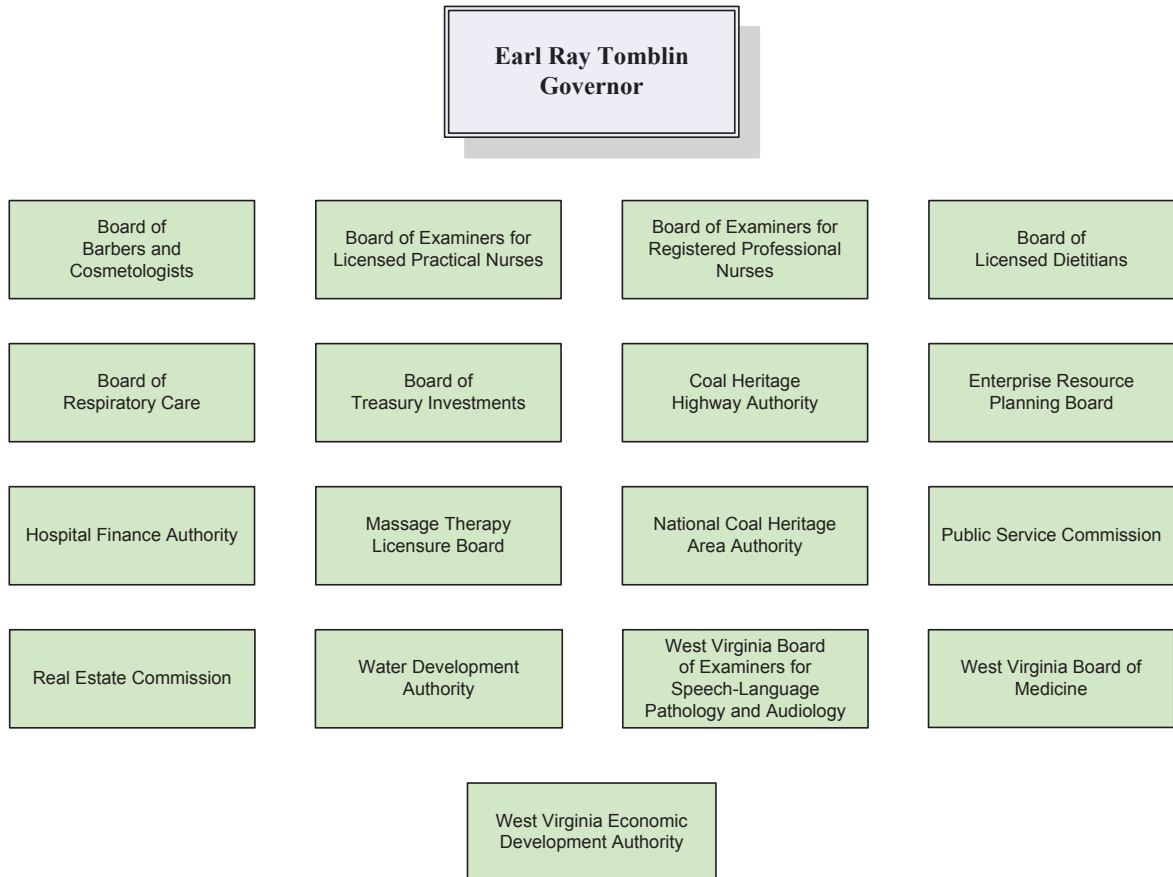 Earl Ray Tomblin
Governor
Board of
Barbers and
Cosmetologists
Board of Examiners for
Licensed Practical Nurses
Board of Examiners for
Registered Professional
Nurses
Board of
Licensed Dietitians
Board of
Respiratory Care
Board of
Treasury Investments
Coal Heritage
Highway Authority
Enterprise Resource
Planning Board
Hospital Finance Authority
Massage Therapy
Licensure Board
National Coal Heritage
Area Authority
Public Service Commission
Real Estate Commission
Water Development
Authority
West Virginia Board
of Examiners for
Speech-Language
Pathology and Audiology
West Virginia Board of
Medicine
West Virginia Economic
Development Authority